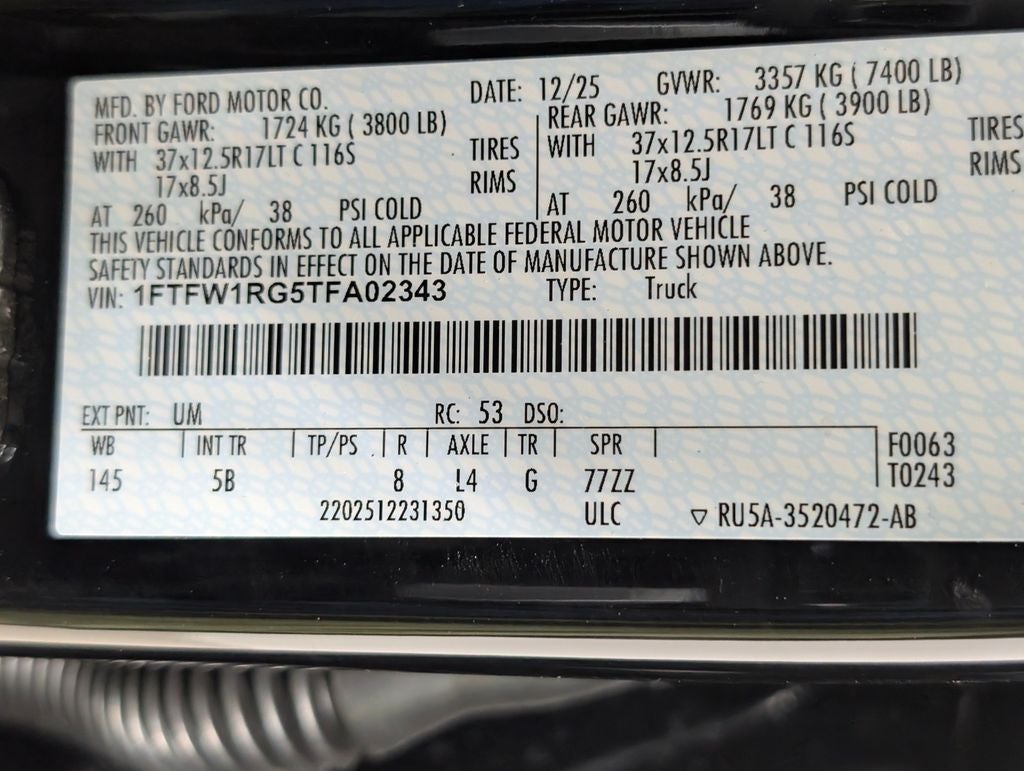 MFD. BY FORD MOTOR CO. DATE: 12/25 GVWR: 3357 KG ( 7400 LB)
FRONT GAWR: 1724 KG ( 3800 LB) REAR GAWR: 1769 KG ( 3900 LB)
WITH 37x12.5R17LT C 116S TIRES WITH 37x12.5R17LT C 116S TIRES
17x8.5J RIMS 17x8.5J RIMS
AT 260 kPa/ 38 PSI COLD AT 260 kPa/ 38 PSI COLD
THIS VEHICLE CONFORMS TO ALL APPLICABLE FEDERAL MOTOR VEHICLE
SAFETY STANDARDS IN EFFECT ON THE DATE OF MANUFACTURE SHOWN ABOVE.
VIN: 1FTFW1RG5TFA02343 TYPE: Truck
EXT PNT: UM RC: 53 DSO:
WB INT TR TP/PS R AXLE TR SPR F0063
145 5B 8 L4 G 77ZZ T0243
2202512231350 ULC ▽ RU5A-3520472-AB